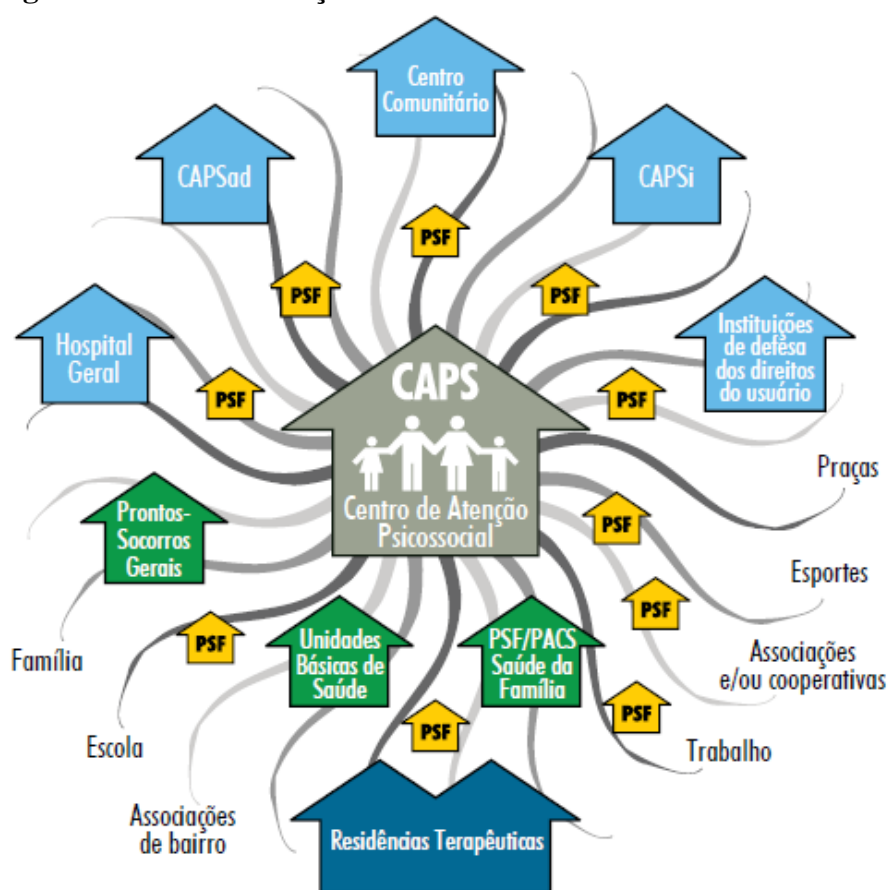 Centro
Comunitário
CAPSad
CAPSi
PSF
PSF
PSF
Instituições
de defesa
dos direitos
do usuário
Hospital
Geral
PSF
PSF
CAPS
Centro de Atenção
Psicossocial
Praças
Prontos-
Socorros
Gerais
PSF
Esportes
PSF
PSF
Família
Unidades
Básicas de
Saúde
PSF/PACS
Saúde da
Família
Associações
e/ou cooperativas
PSF
PSF
Escola
Trabalho
Associações
de bairro
Residências Terapêuticas